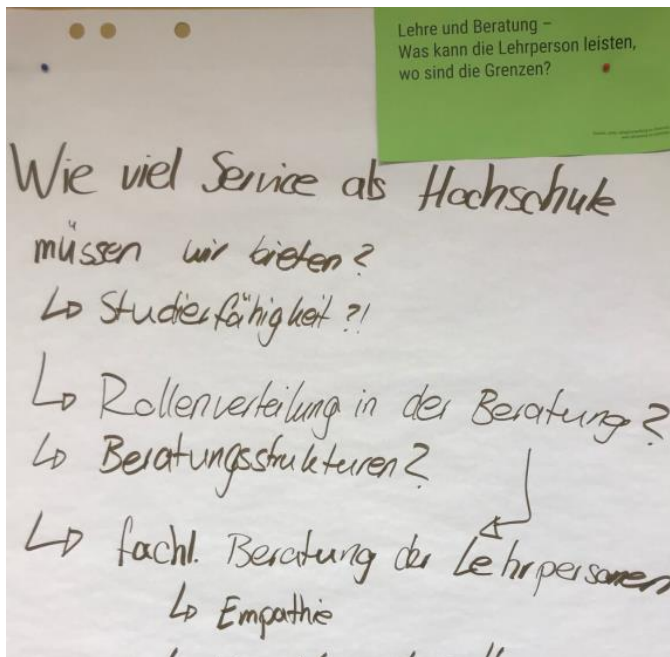 Lehre und Beratung –
Was kann die Lehrperson leisten,
wo sind die Grenzen?
Wie viel Service als Hochschule
müssen wir bieten?
↳ Studierfähigkeit?!
↳ Rollenverteilung in der Beratung?
↳ Beratungsstrukturen?
↳ fachl. Beratung der Lehrpersonen
↳ Empathie